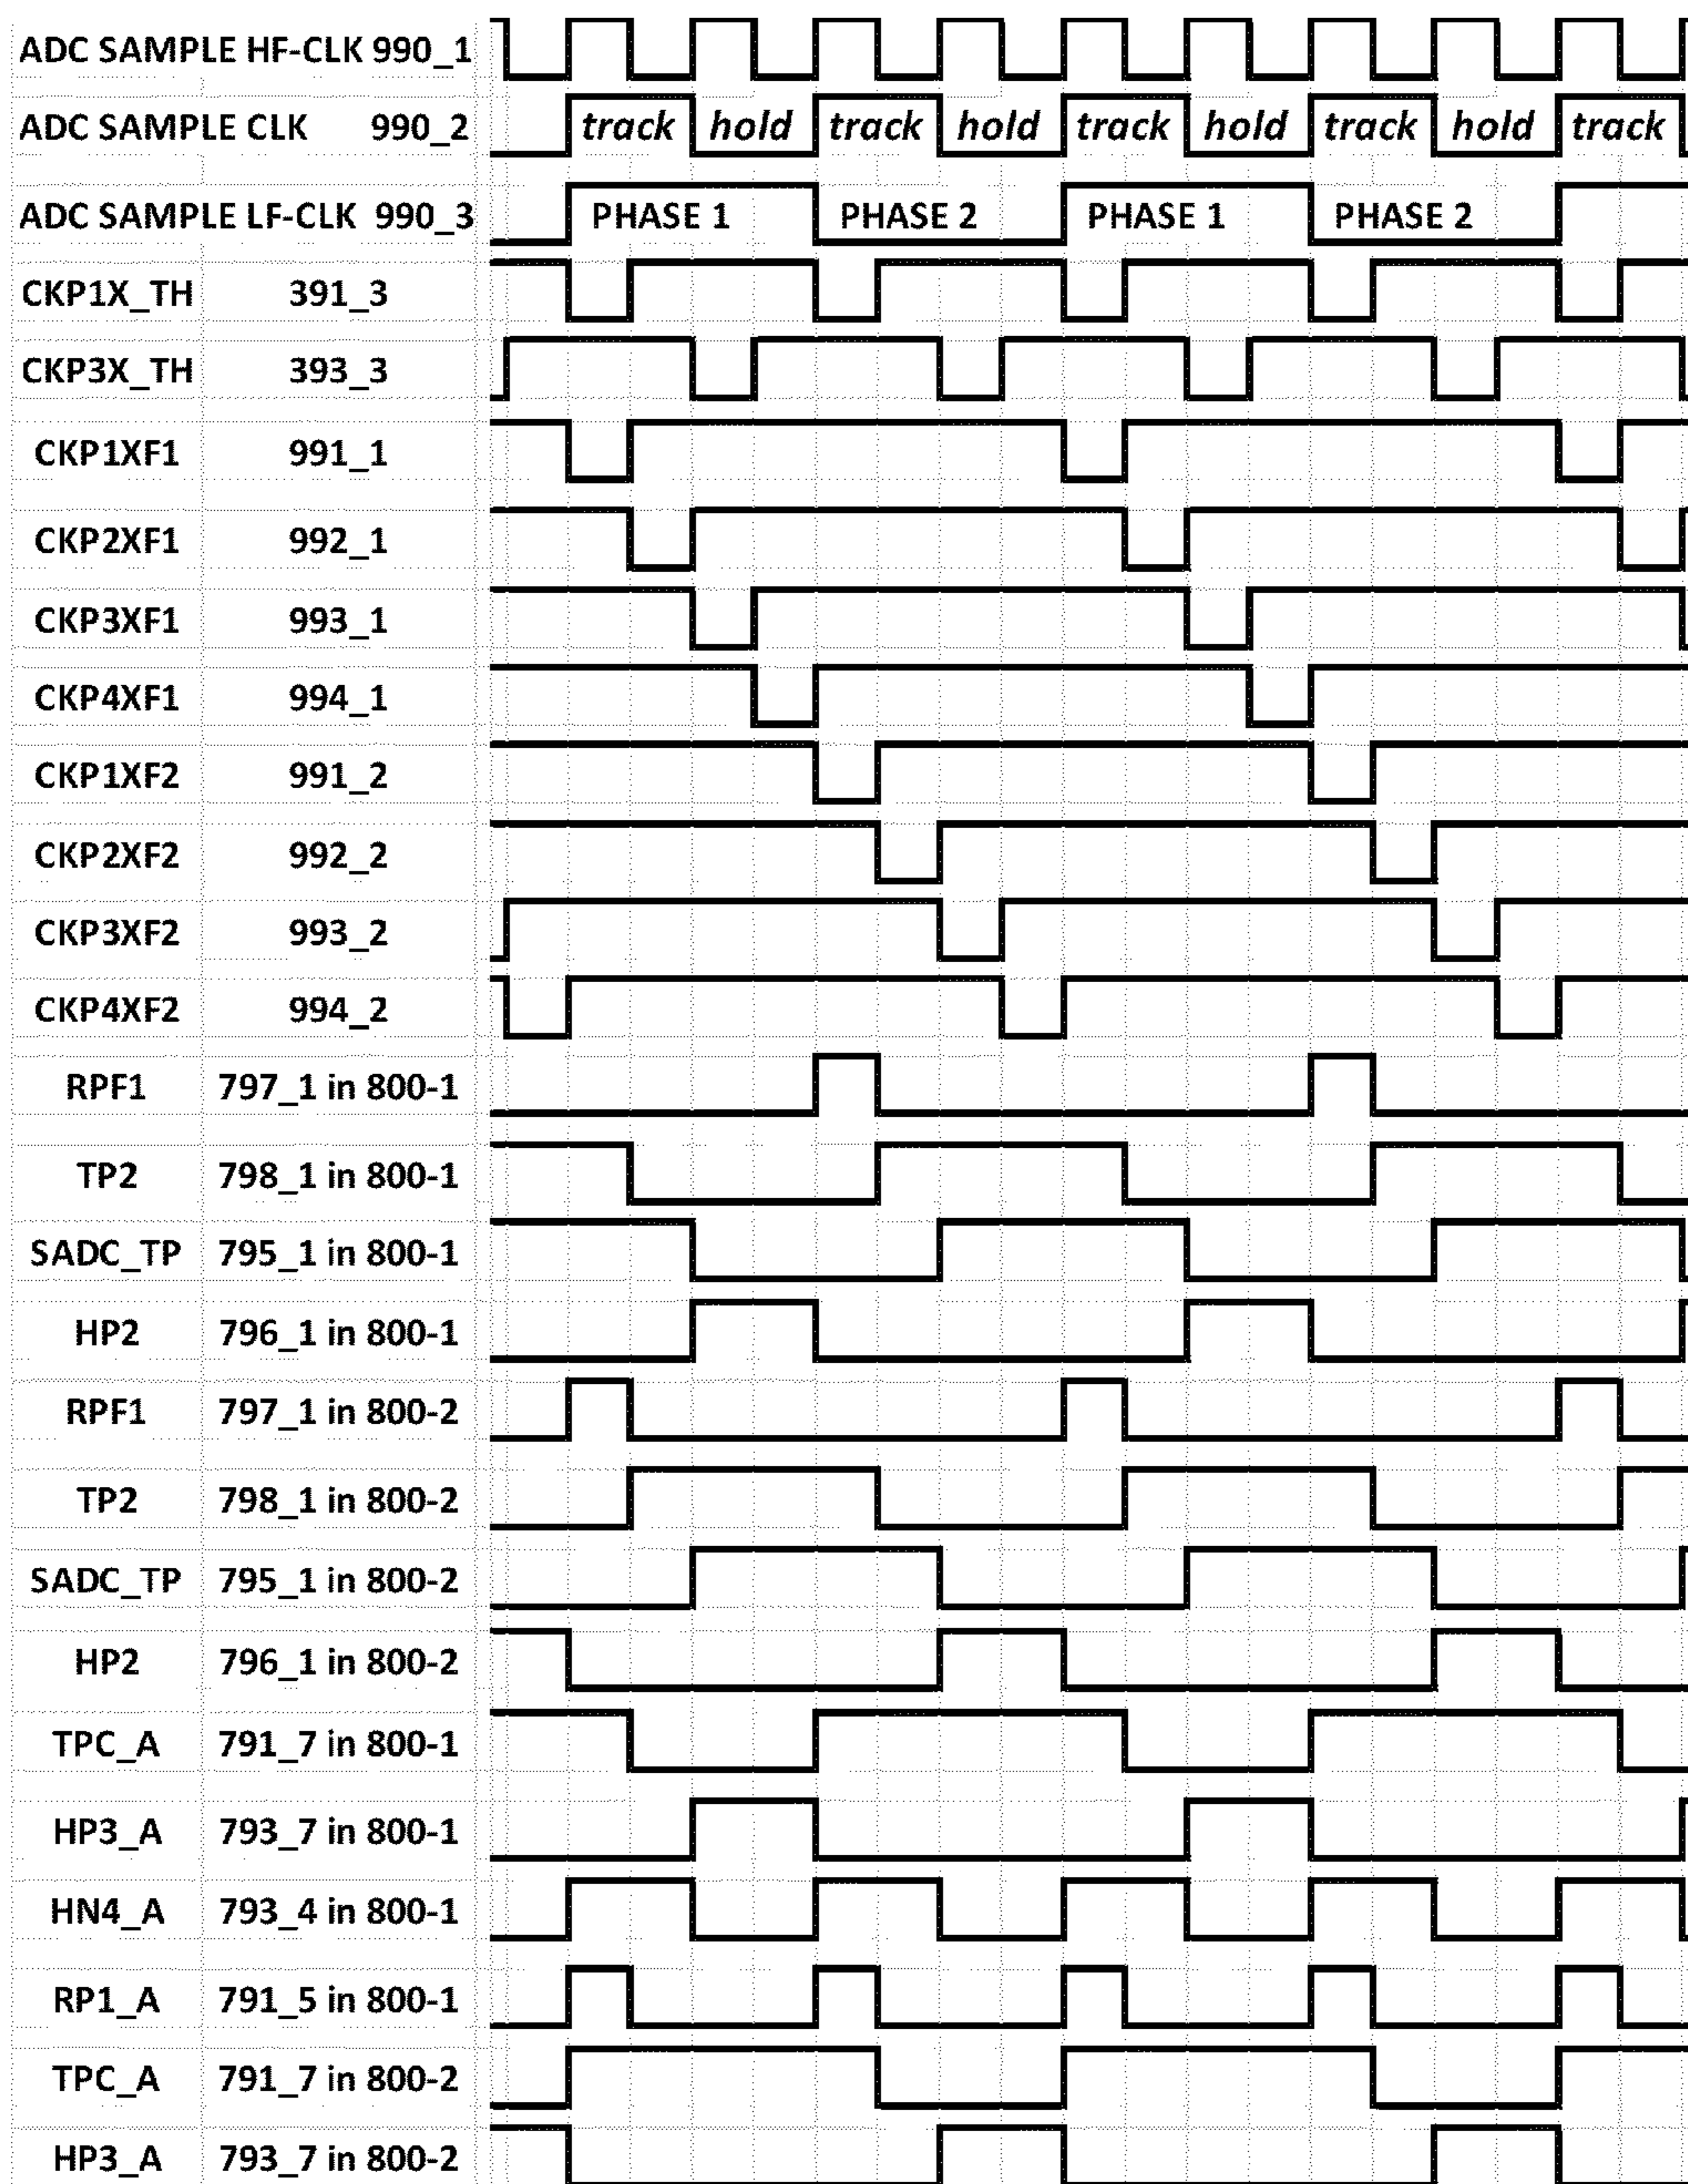 ADC SAMPLE HF-CLK 990_1
ADC SAMPLE CLK 990_2 track hold track hold track hold track hold track
ADC SAMPLE LF-CLK 990_3 PHASE 1 PHASE 2 PHASE 1 PHASE 2
CKP1X_TH 391_3
CKP3X_TH 393_3
CKP1XF1 991_1
CKP2XF1 992_1
CKP3XF1 993_1
CKP4XF1 994_1
CKP1XF2 991_2
CKP2XF2 992_2
CKP3XF2 993_2
CKP4XF2 994_2
RPF1 797_1 in 800-1
TP2 798_1 in 800-1
SADC_TP 795_1 in 800-1
HP2 796_1 in 800-1
RPF1 797_1 in 800-2
TP2 798_1 in 800-2
SADC_TP 795_1 in 800-2
HP2 796_1 in 800-2
TPC_A 791_7 in 800-1
HP3_A 793_7 in 800-1
HN4_A 793_4 in 800-1
RP1_A 791_5 in 800-1
TPC_A 791_7 in 800-2
HP3_A 793_7 in 800-2